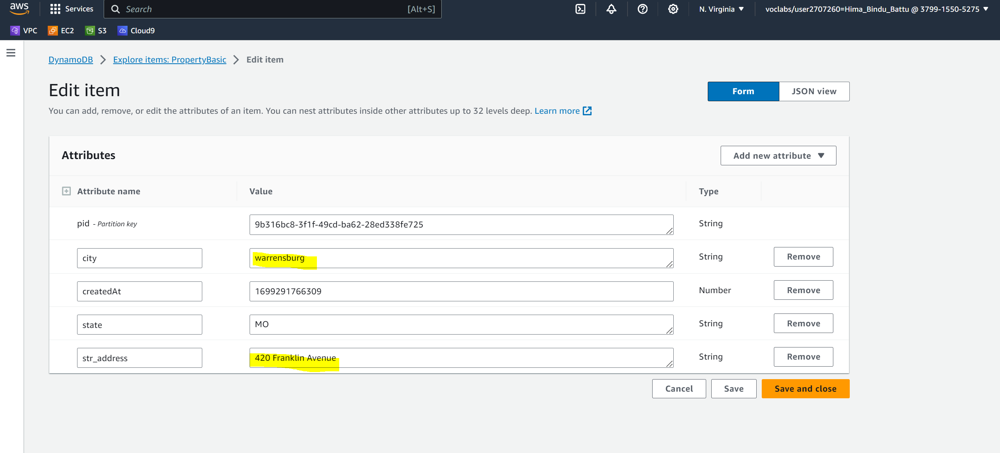 aws Services Search [Alt+S] N. Virginia voclabs/user2707260=Hima_Bindu_Battu @ 3799-1550-5275
VPC EC2 S3 Cloud9
DynamoDB Explore items: PropertyBasic Edit item
Edit item
Form JSON view
You can add, remove, or edit the attributes of an item. You can nest attributes inside other attributes up to 32 levels deep. Learn more
Attributes
Add new attribute
Attribute name Value Type
pid - Partition key 9b316bc8-3f1f-49cd-ba62-28ed338fe725 String
city warrensburg String Remove
createdAt 1699291766309 Number Remove
state MO String Remove
str_address 420 Franklin Avenue String Remove
Cancel Save Save and close